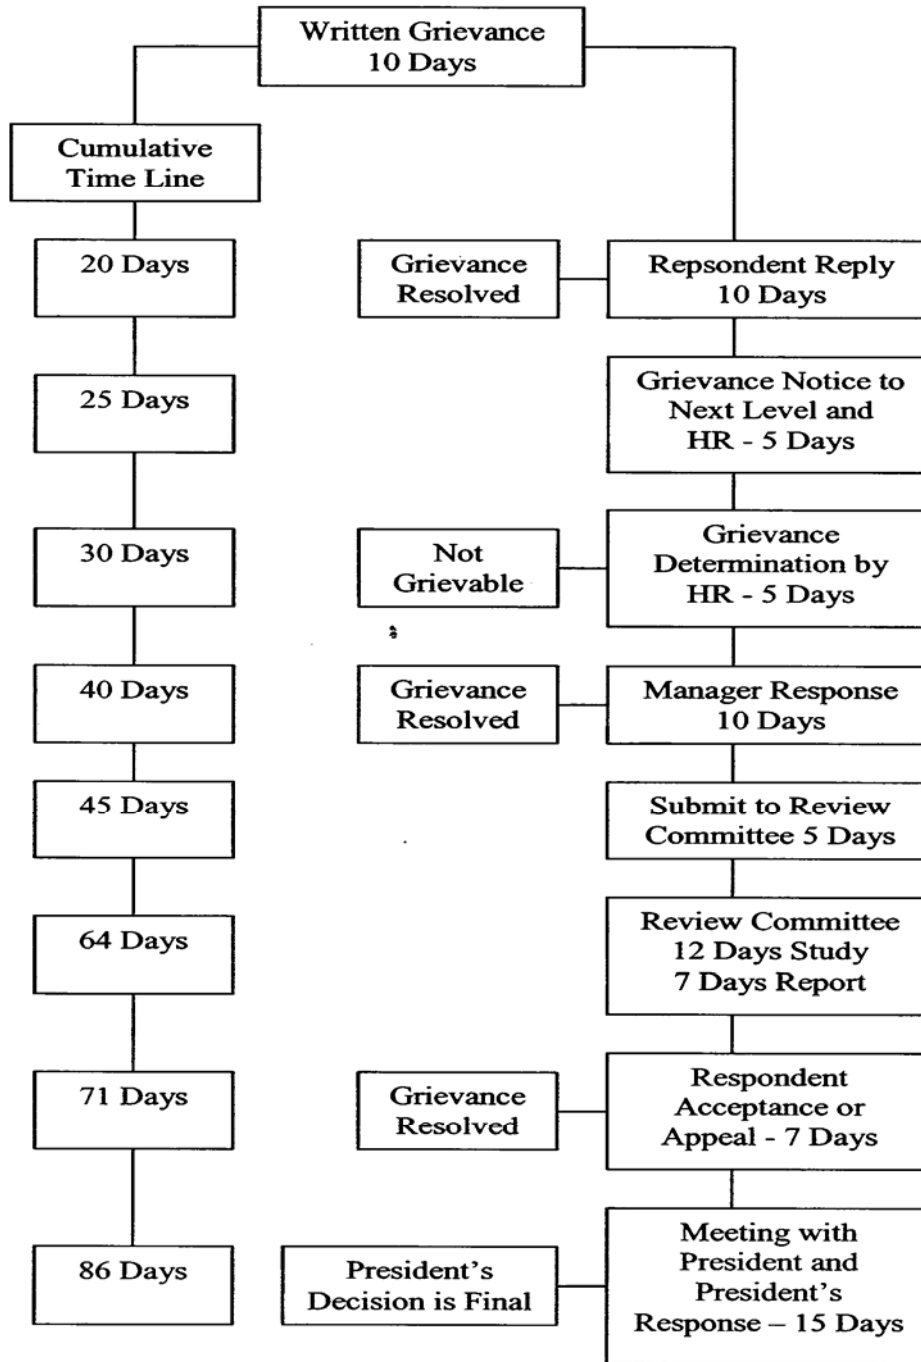 Written Grievance
10 Days
Cumulative
Time Line
20 Days
Grievance
Resolved
Repsondent Reply
10 Days
25 Days
Grievance Notice to
Next Level and
HR - 5 Days
30 Days
Not
Grievable
Grievance
Determination by
HR - 5 Days
40 Days
Grievance
Resolved
Manager Response
10 Days
45 Days
Submit to Review
Committee 5 Days
64 Days
Review Committee
12 Days Study
7 Days Report
71 Days
Grievance
Resolved
Respondent
Acceptance or
Appeal - 7 Days
86 Days
President's
Decision is Final
Meeting with
President and
President's
Response – 15 Days